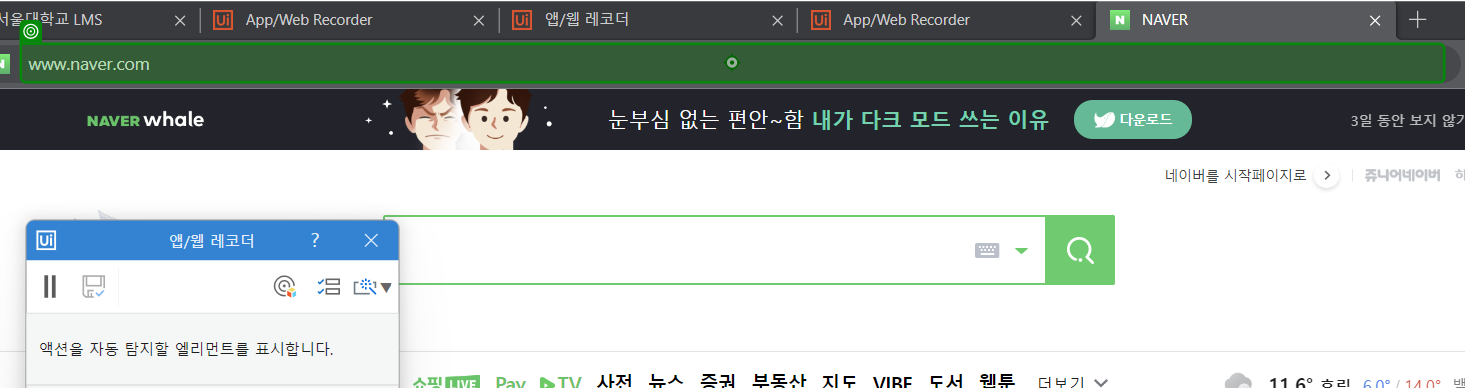 서울대학교 LMS
Ui App/Web Recorder
Ui 앱/웹 레코더
Ui App/Web Recorder
N NAVER
www.naver.com
NAVER whale
눈부심 없는 편안~함 내가 다크 모드 쓰는 이유
다운로드
3일 동안 보지 않기
네이버를 시작페이지로
쥬니어네이버
Ui 앱/웹 레코더 ?
액션을 자동 탐지할 엘리먼트를 표시합니다.
쇼핑LIVE Pay TV 사전 뉴스 증권 부동산 지도 VIBE 도서 웹툰 더보기
11.6° 흐림 6.0° / 14.0°